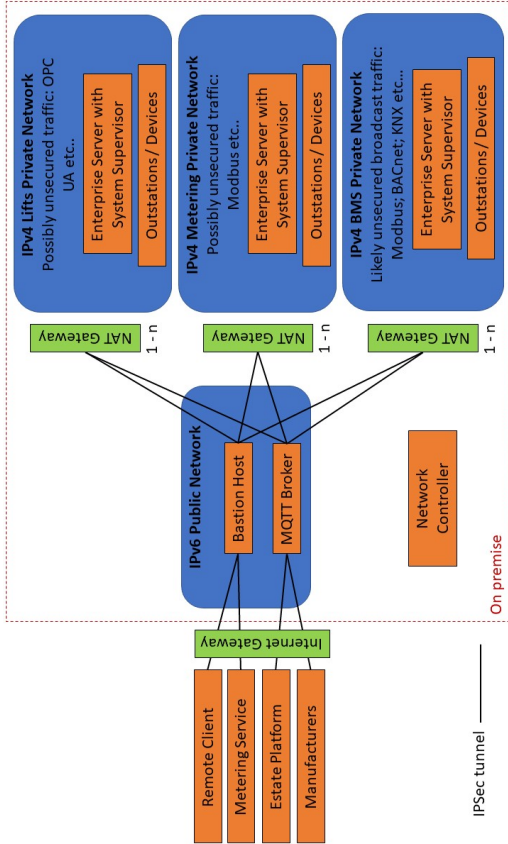 Remote Client
Metering Service
Estate Platform
Manufacturers
IPSec tunnel
Internet Gateway
IPv6 Public Network
Bastion Host
MQTT Broker
Network
Controller
On premise
NAT Gateway
1 - n
NAT Gateway
1 - n
NAT Gateway
1 - n
IPv4 Lifts Private Network
Possibly unsecured traffic: OPC
UA etc..
Enterprise Server with
System Supervisor
Outstations / Devices
IPv4 Metering Private Network
Possibly unsecured traffic:
Modbus etc..
Enterprise Server with
System Supervisor
Outstations / Devices
IPv4 BMS Private Network
Likely unsecured broadcast traffic:
Modbus; BACnet; KNX etc...
Enterprise Server with
System Supervisor
Outstations / Devices